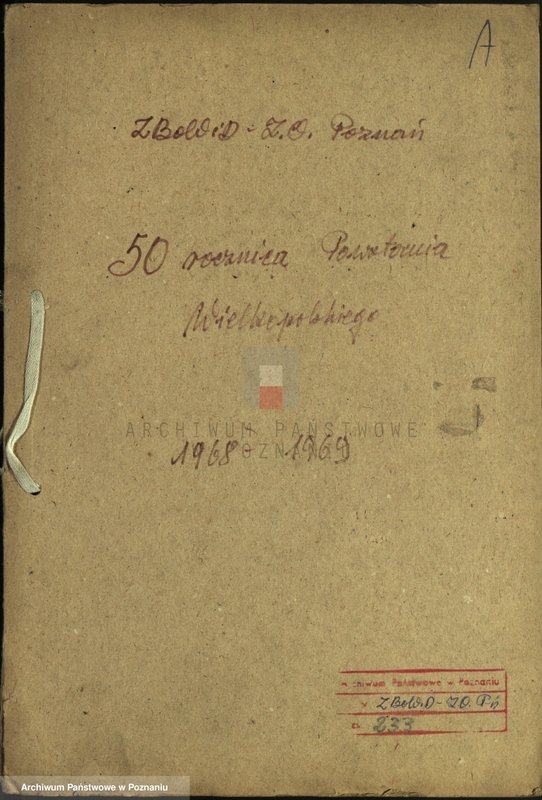 A
ZBoWiD - Z.O. Poznań
50 rocznica Powstania
Wielkopolskiego
ARCHIWUM PAŃSTWOWE
POZNAŃ
1968 1969
Archiwum Państwowe w Poznaniu
ZBoWiD - ZO. Pń
233
Archiwum Państwowe w Poznaniu